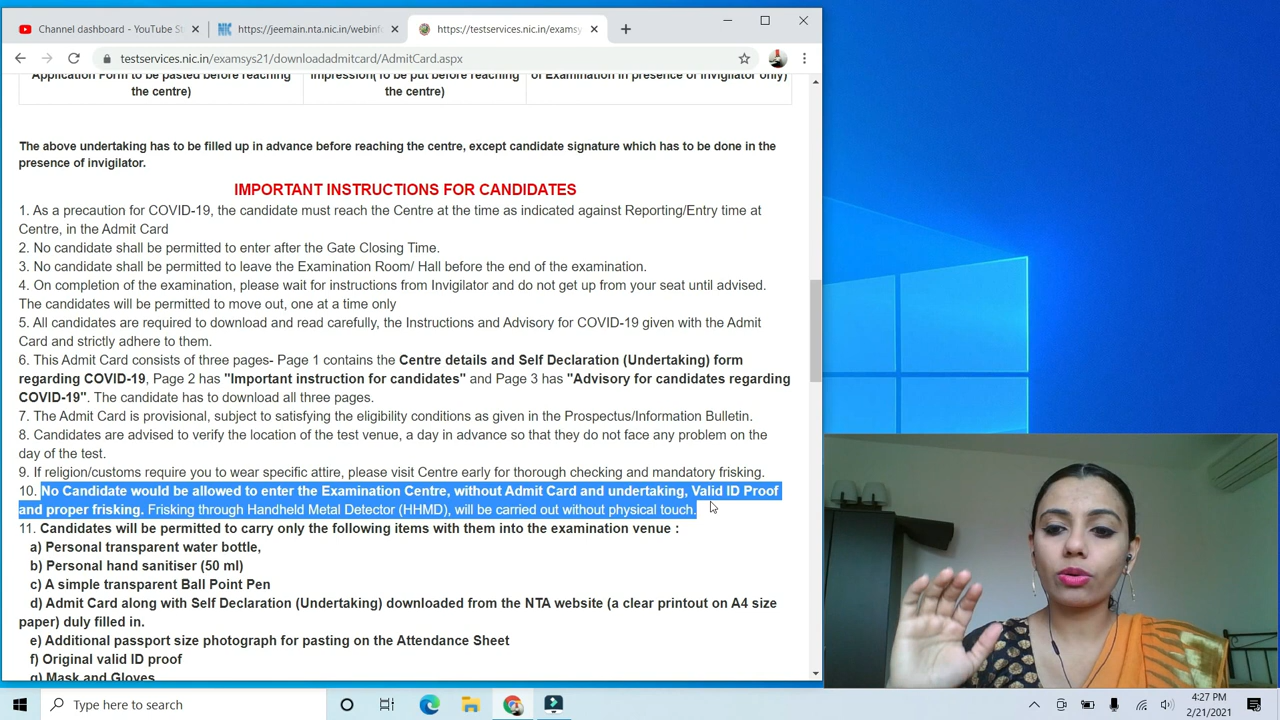 Channel dashboard - YouTube St
https://jeemain.nta.nic.in/webinfo
https://testservices.nic.in/examsy
testservices.nic.in/examsys21/downloadadmitcard/AdmitCard.aspx
Application Form to be pasted before reaching
the centre)
Impression(To be put before reaching
the centre)
of Examination in presence of Invigilator only)
The above undertaking has to be filled up in advance before reaching the centre, except candidate signature which has to be done in the
presence of invigilator.
IMPORTANT INSTRUCTIONS FOR CANDIDATES
1. As a precaution for COVID-19, the candidate must reach the Centre at the time as indicated against Reporting/Entry time at
Centre, in the Admit Card
2. No candidate shall be permitted to enter after the Gate Closing Time.
3. No candidate shall be permitted to leave the Examination Room/ Hall before the end of the examination.
4. On completion of the examination, please wait for instructions from Invigilator and do not get up from your seat until advised.
The candidates will be permitted to move out, one at a time only
5. All candidates are required to download and read carefully, the Instructions and Advisory for COVID-19 given with the Admit
Card and strictly adhere to them.
6. This Admit Card consists of three pages- Page 1 contains the Centre details and Self Declaration (Undertaking) form
regarding COVID-19, Page 2 has "Important instruction for candidates" and Page 3 has "Advisory for candidates regarding
COVID-19". The candidate has to download all three pages.
7. The Admit Card is provisional, subject to satisfying the eligibility conditions as given in the Prospectus/Information Bulletin.
8. Candidates are advised to verify the location of the test venue, a day in advance so that they do not face any problem on the
day of the test.
9. If religion/customs require you to wear specific attire, please visit Centre early for thorough checking and mandatory frisking.
10. No Candidate would be allowed to enter the Examination Centre, without Admit Card and undertaking, Valid ID Proof
and proper frisking. Frisking through Handheld Metal Detector (HHMD), will be carried out without physical touch.
11. Candidates will be permitted to carry only the following items with them into the examination venue :
a) Personal transparent water bottle,
b) Personal hand sanitiser (50 ml)
c) A simple transparent Ball Point Pen
d) Admit Card along with Self Declaration (Undertaking) downloaded from the NTA website (a clear printout on A4 size
paper) duly filled in.
e) Additional passport size photograph for pasting on the Attendance Sheet
f) Original valid ID proof
g) Mask and Gloves
Type here to search
4:27 PM
2/21/2021